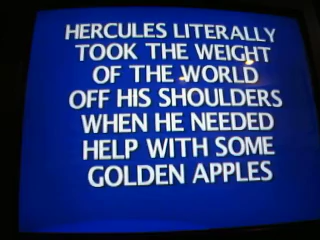 HERCULES LITERALLY
TOOK THE WEIGHT
OF THE WORLD
OFF HIS SHOULDERS
WHEN HE NEEDED
HELP WITH SOME
GOLDEN APPLES